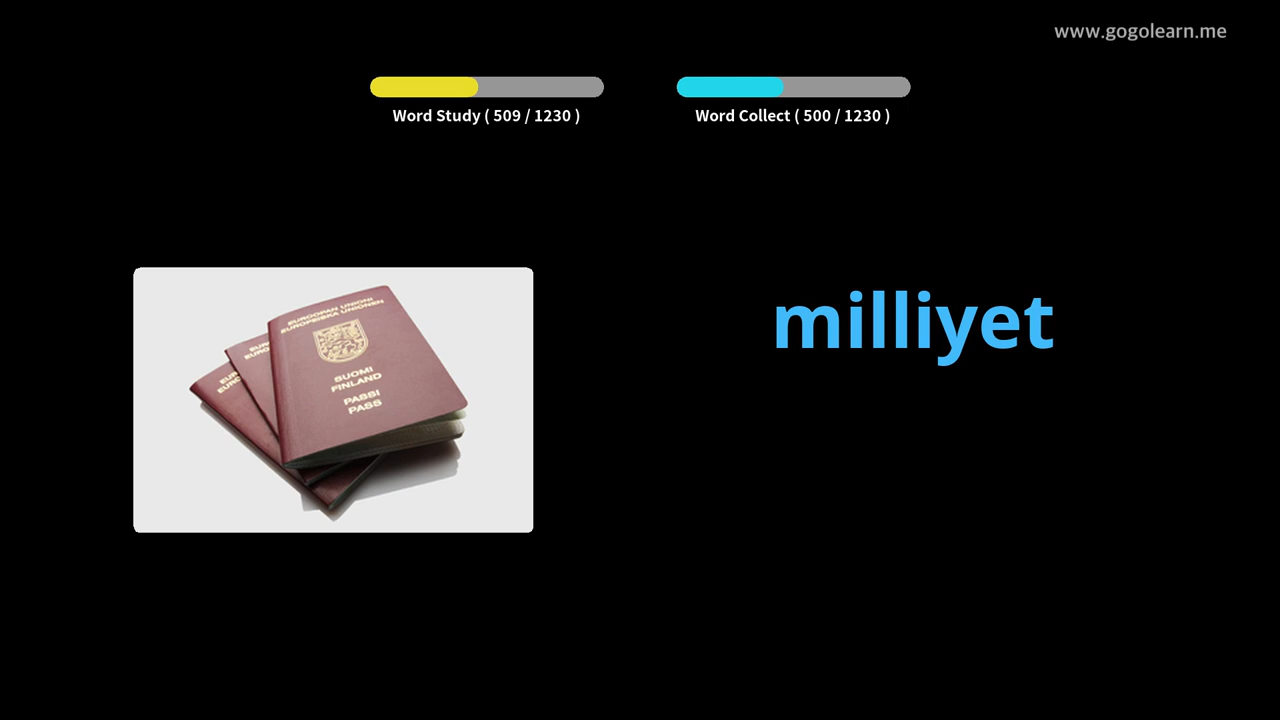 www.gogolearn.me
Word Study ( 509 / 1230 )
Word Collect ( 500 / 1230 )
milliyet
EUROOPAN UNIONI
EUROPEISKA UNIONEN
SUOMI
FINLAND
PASSI
PASS